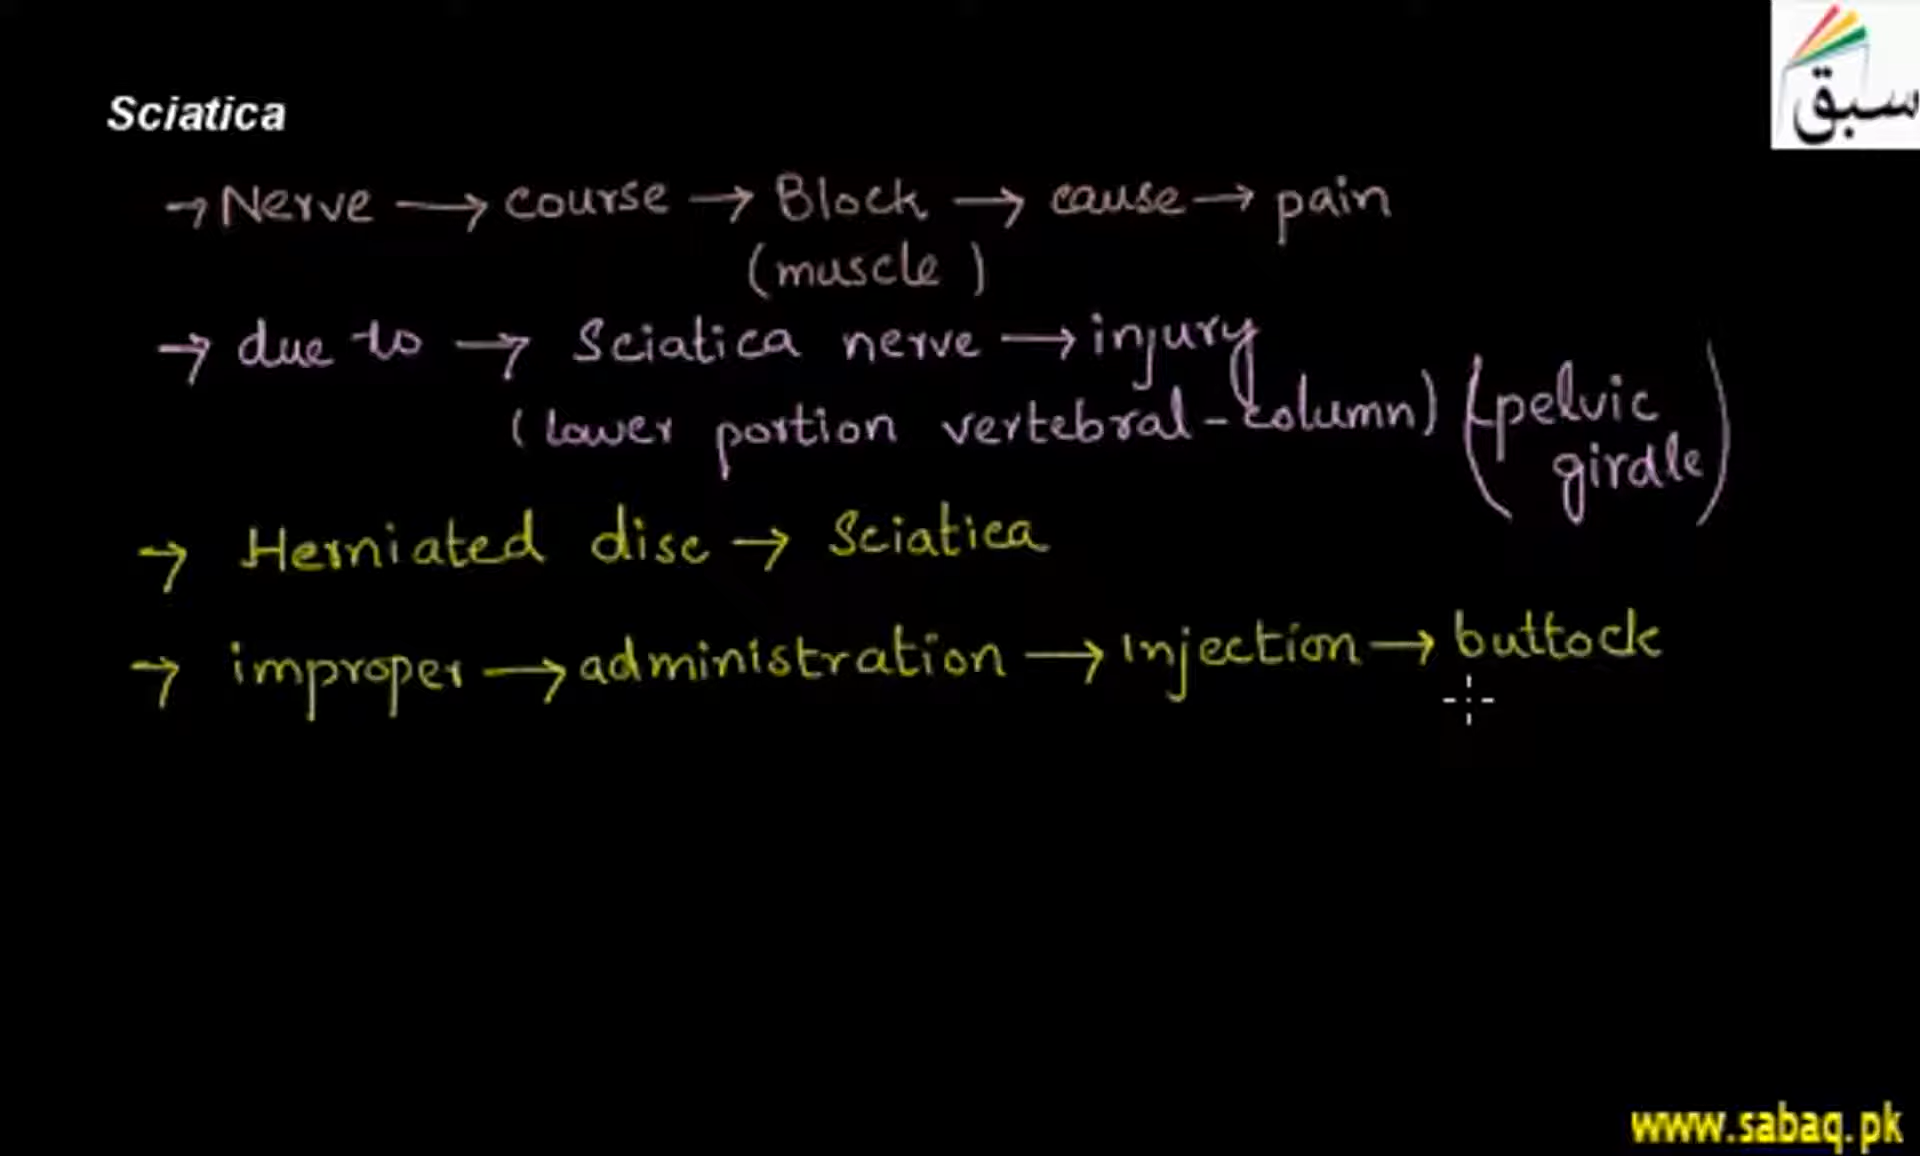 سبق
Sciatica
→ Nerve → course → Block → cause → pain
(muscle)
→ due to → Sciatica nerve → injury
(lower portion vertebral-column) (pelvic
girdle)
→ Herniated disc → Sciatica
→ improper → administration → Injection → buttock
www.sabaq.pk